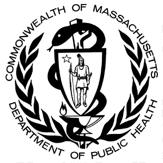 COMMONWEALTH OF MASSACHUSETTS
DEPARTMENT OF PUBLIC HEALTH